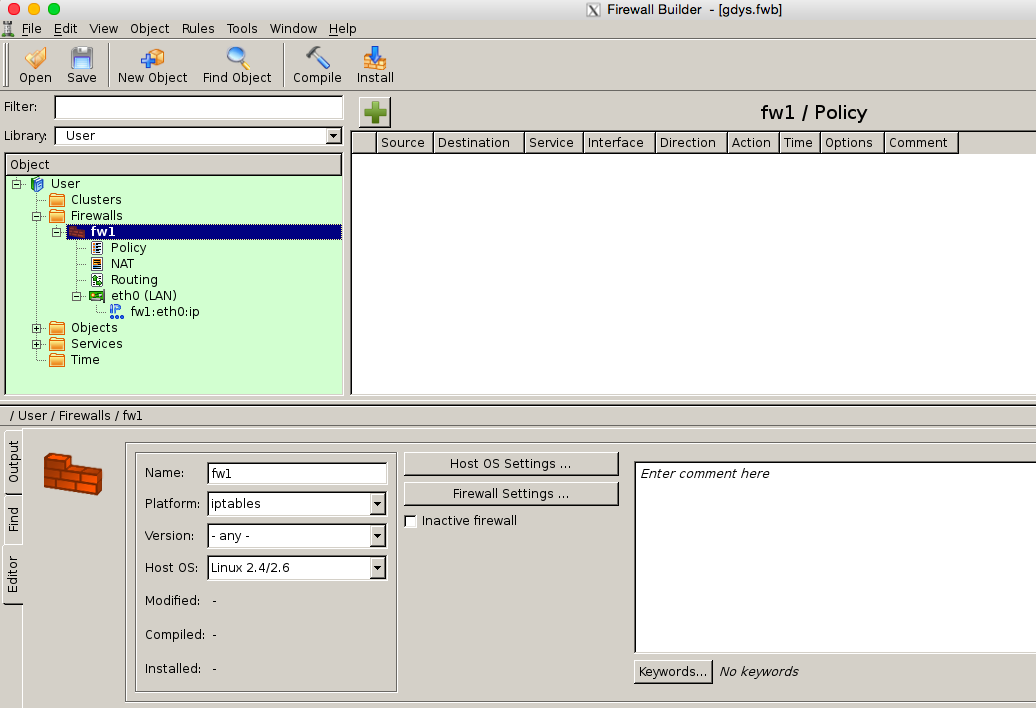 Firewall Builder - [gdys.fwb]
File Edit View Object Rules Tools Window Help
Open Save New Object Find Object Compile Install
Filter:
Library: User
fw1 / Policy
Source Destination Service Interface Direction Action Time Options Comment
Object
User
Clusters
Firewalls
fw1
Policy
NAT
Routing
eth0 (LAN)
IP fw1:eth0:ip
Objects
Services
Time
/ User / Firewalls / fw1
Output
Find
Editor
Name: fw1
Platform: iptables
Version: - any -
Host OS: Linux 2.4/2.6
Modified: -
Compiled: -
Installed: -
Host OS Settings ...
Firewall Settings ...
Inactive firewall
Enter comment here
Keywords... No keywords